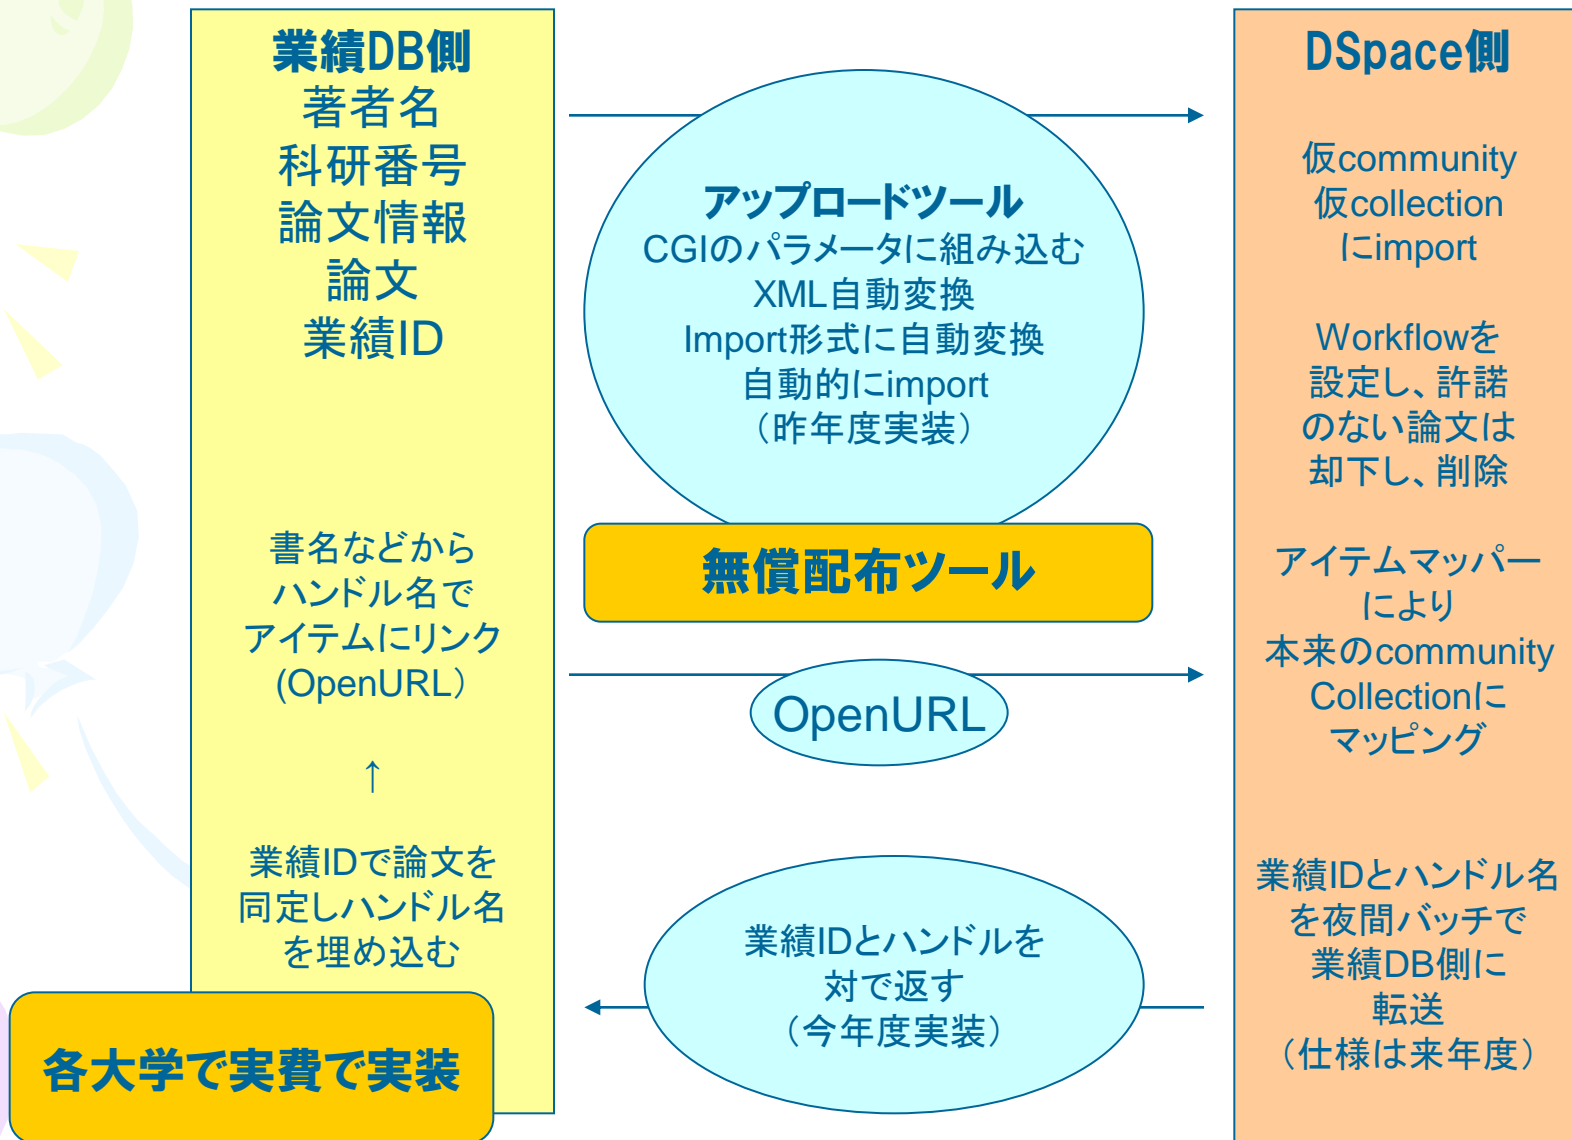 業績DB側
著者名
科研番号
論文情報
論文
業績ID
書名などから
ハンドル名で
アイテムにリンク
(OpenURL）
↑
業績IDで論文を
同定しハンドル名
を埋め込む
各大学で実費で実装
アップロードツール
CGIのパラメータに組み込む
XML自動変換
Import形式に自動変換
自動的にimport
（昨年度実装）
無償配布ツール
OpenURL
業績IDとハンドルを
対で返す
（今年度実装）
DSpace側
仮community
仮collection
にimport
Workflowを
設定し、許諾
のない論文は
却下し、削除
アイテムマッパー
により
本来のcommunity
Collectionに
マッピング
業績IDとハンドル名
を夜間バッチで
業績DB側に
転送
（仕様は来年度）